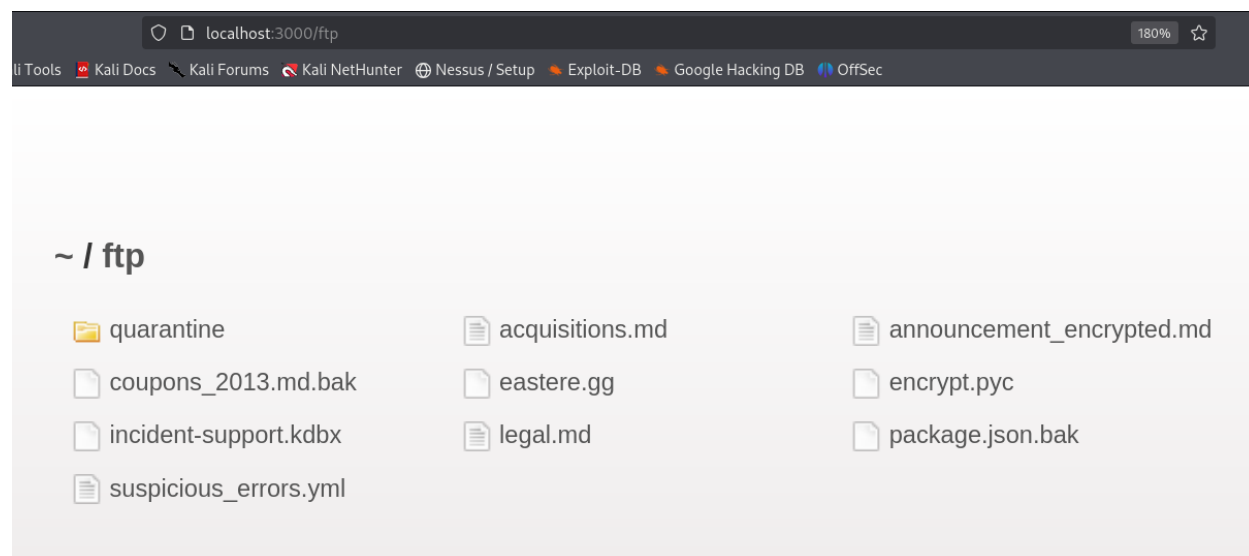 localhost:3000/ftp 180%
li Tools Kali Docs Kali Forums Kali NetHunter Nessus / Setup Exploit-DB Google Hacking DB OffSec
~ / ftp
quarantine acquisitions.md announcement_encrypted.md
coupons_2013.md.bak eastere.gg encrypt.pyc
incident-support.kdbx legal.md package.json.bak
suspicious_errors.yml